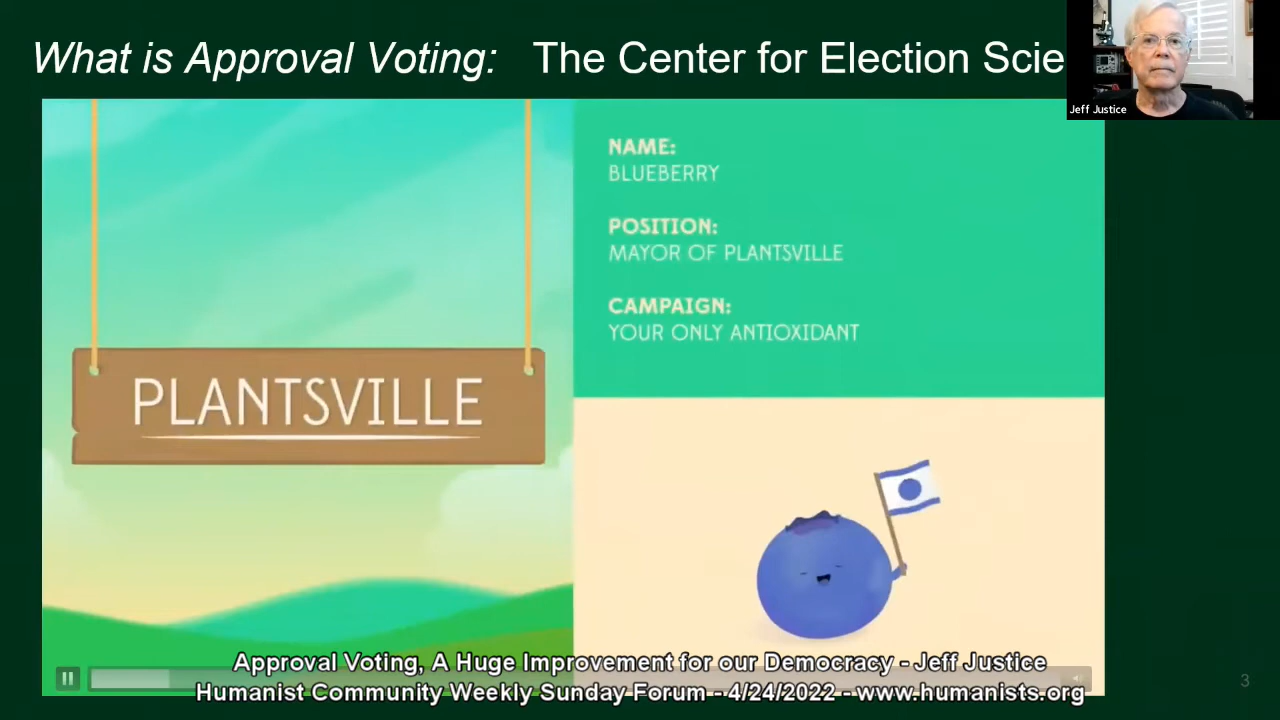 What is Approval Voting: The Center for Election Scie
Jeff Justice
NAME:
BLUEBERRY
POSITION:
MAYOR OF PLANTSVILLE
CAMPAIGN:
YOUR ONLY ANTIOXIDANT
PLANTSVILLE
Approval Voting, A Huge Improvement for our Democracy - Jeff Justice
Humanist Community Weekly Sunday Forum - 4/24/2022 - www.humanists.org
3